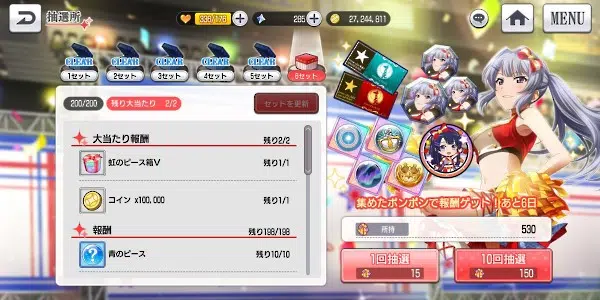 抽選所
336/176
285
27,244,811
MENU
CLEAR
CLEAR
CLEAR
CLEAR
CLEAR
1セット
2セット
3セット
4セット
5セット
6セット
200/200
残り大当たり 2/2
セットを更新
大当たり報酬
残り2/2
虹のピース箱Ⅴ
残り1/1
コイン x100,000
残り1/1
報酬
残り198/198
青のピース
残り10/10
集めたポンポンで報酬ゲット!あと6日
所持
530
1回抽選
15
10回抽選
150